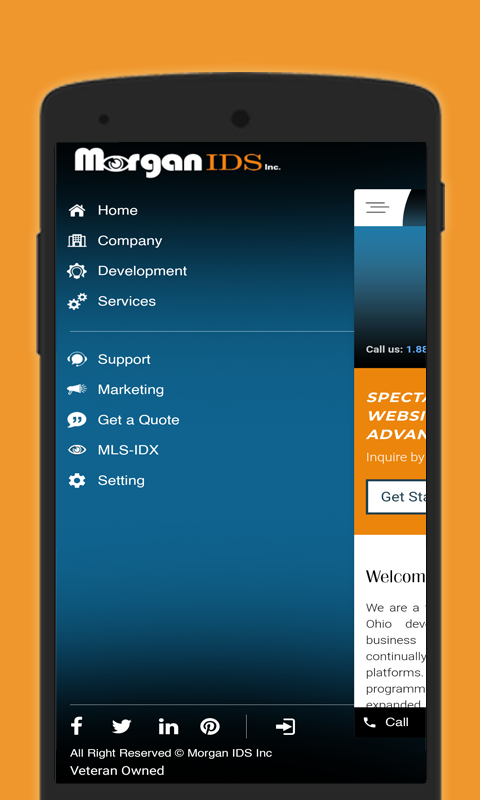 Morgan IDS Inc.
Home
Company
Development
Services
Support
Marketing
Get a Quote
MLS-IDX
Setting
All Right Reserved © Morgan IDS Inc
Veteran Owned
Call us: 1.88
SPECTA
WEBSI
ADVAN
Inquire by
Get Sta
Welcom
We are a
Ohio deve
business
continually
platforms.
programm
expanded
Call